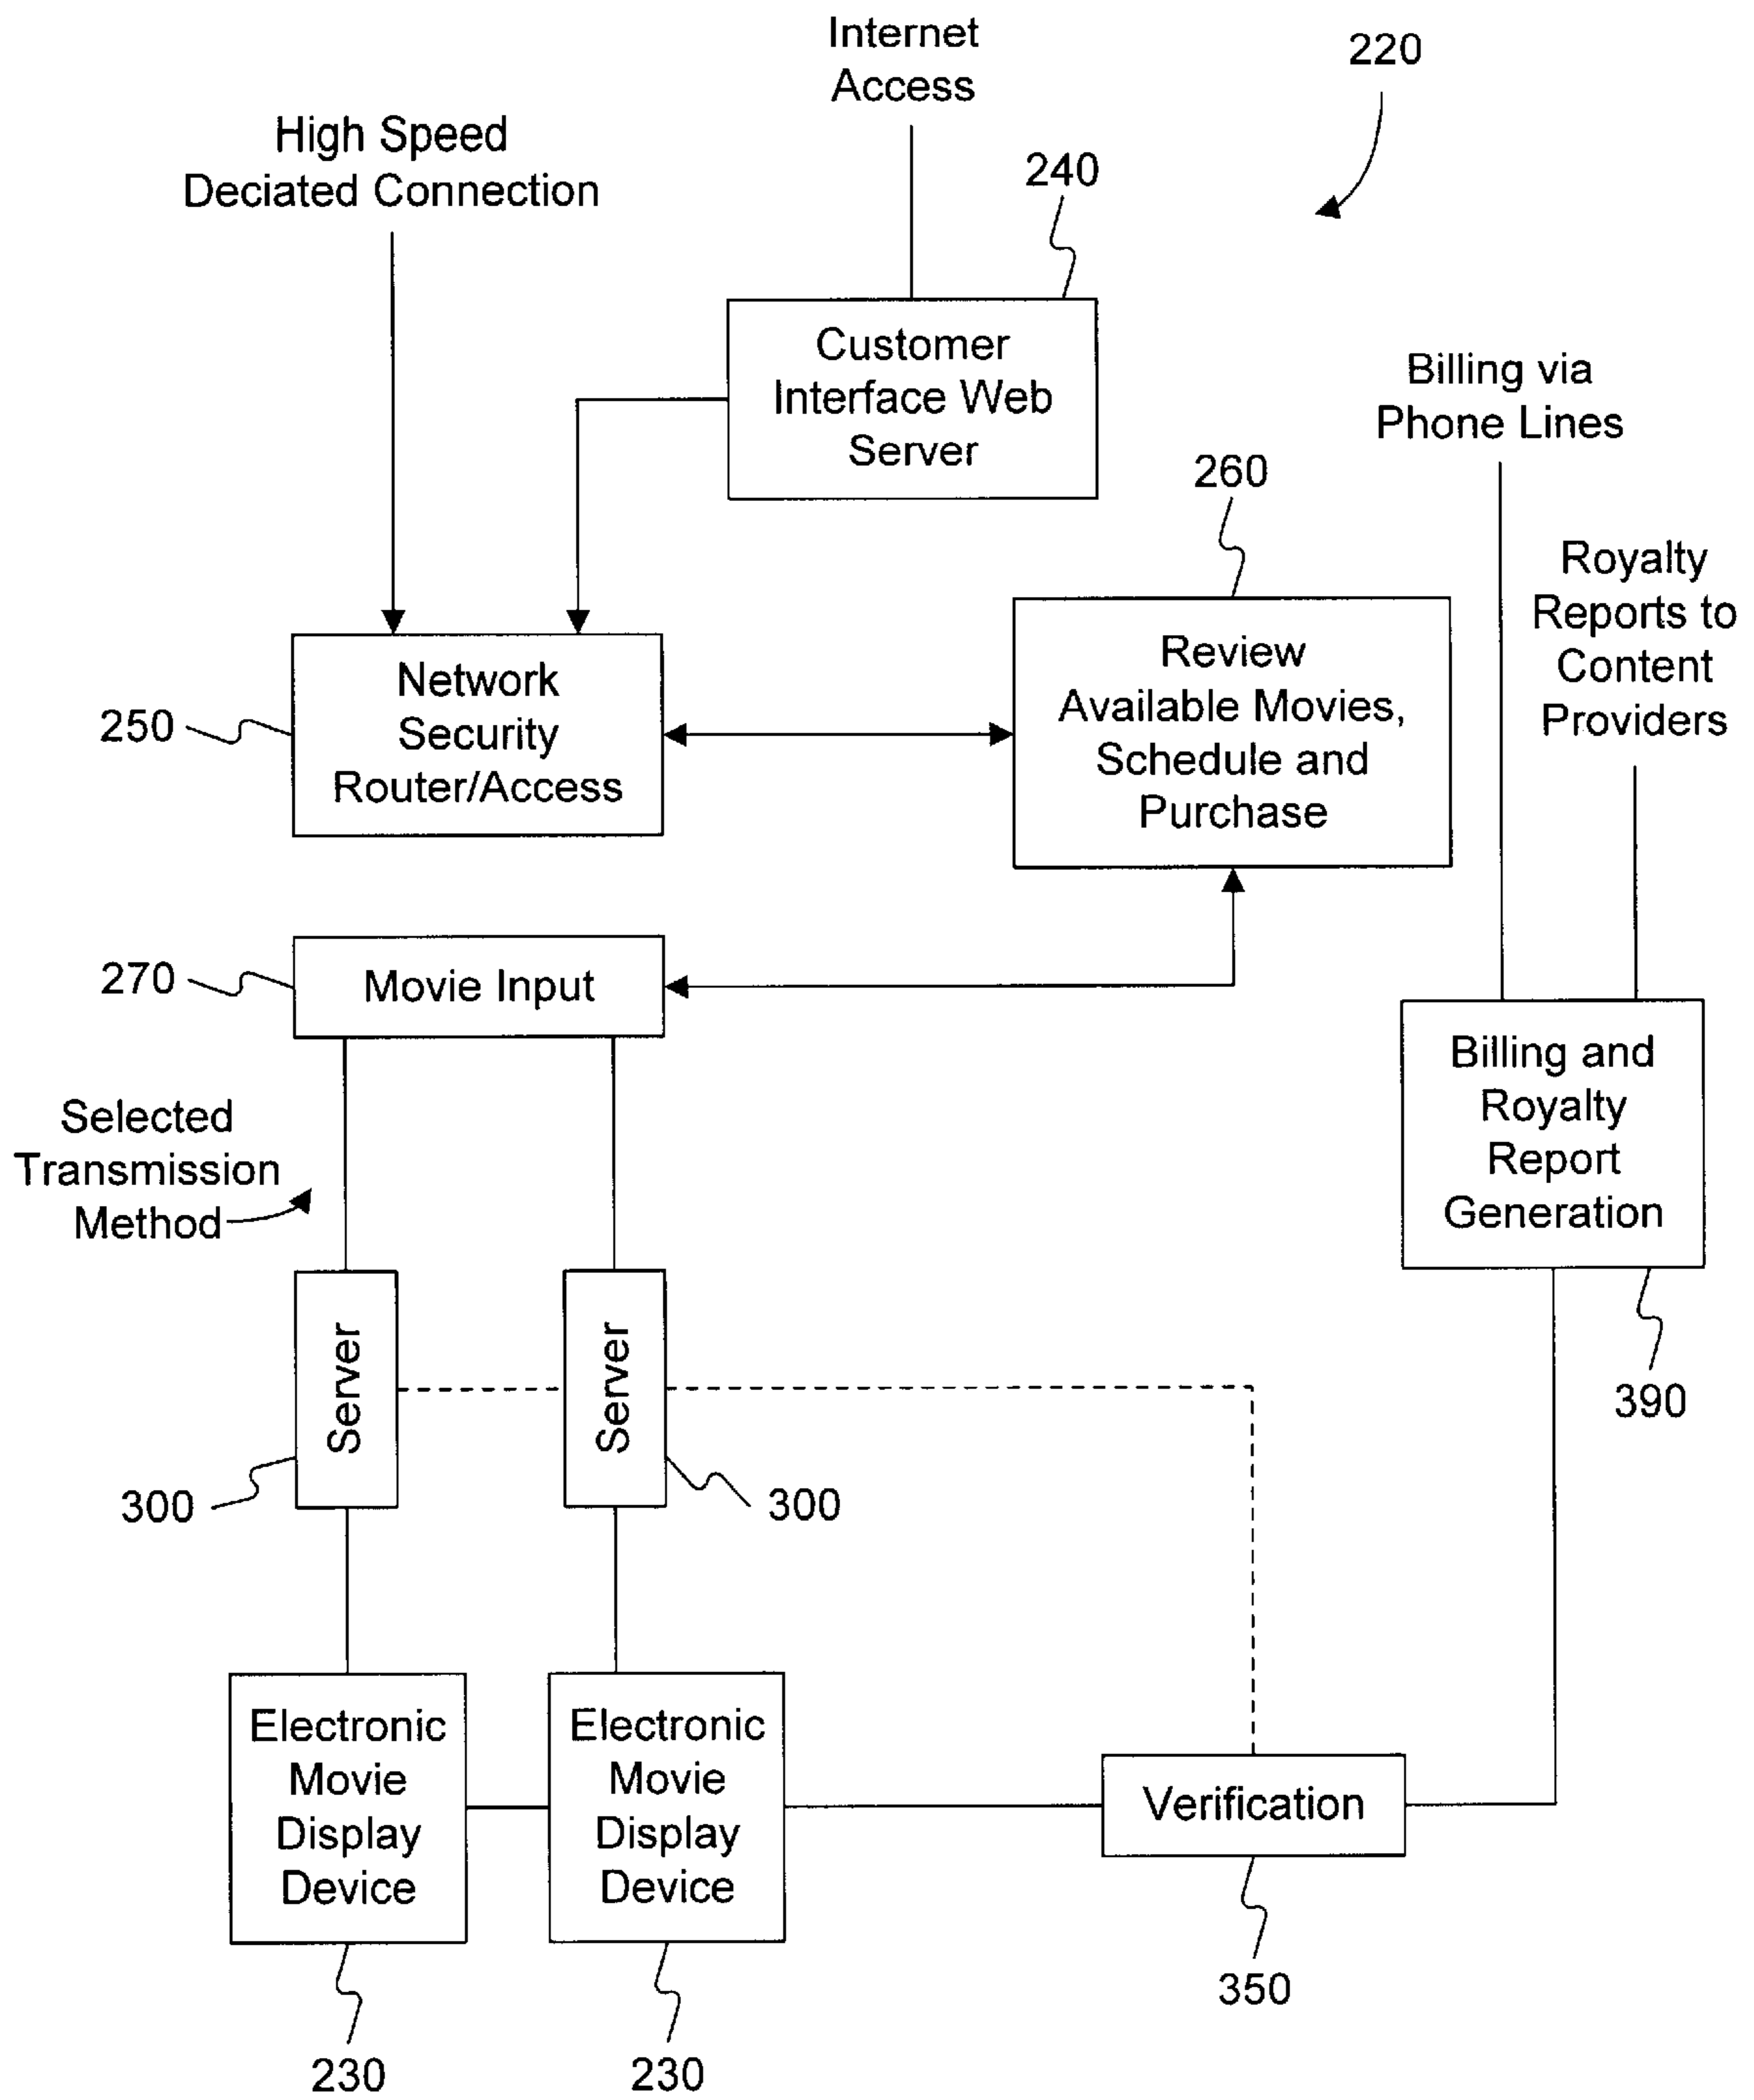 Internet
Access
220
High Speed
Deciated Connection
240
Customer
Interface Web
Server
Billing via
Phone Lines
260
Royalty
Reports to
Content
Providers
Network
Security
Router/Access
250
Review
Available Movies,
Schedule and
Purchase
270
Movie Input
Billing and
Royalty
Report
Generation
Selected
Transmission
Method
Server
Server
390
300
300
Electronic
Movie
Display
Device
Electronic
Movie
Display
Device
Verification
350
230
230